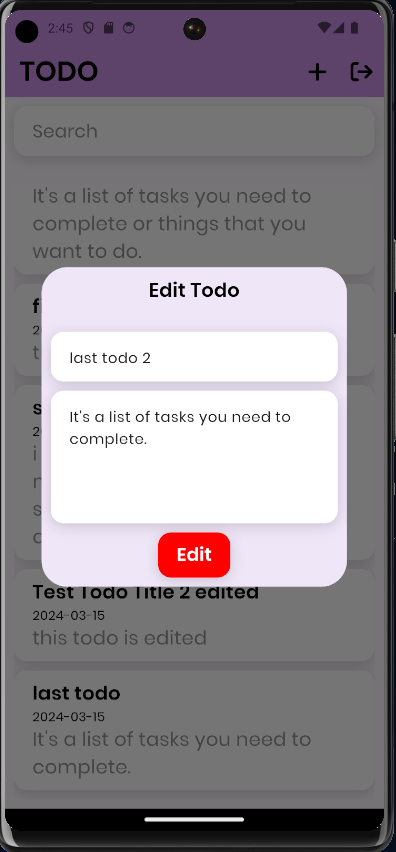 2:45
TODO
Search
It's a list of tasks you need to
complete or things that you
want to do.
Edit Todo
last todo 2
It's a list of tasks you need to
complete.
Edit
Test Todo Title 2 edited
2024-03-15
this todo is edited
last todo
2024-03-15
It's a list of tasks you need to
complete.